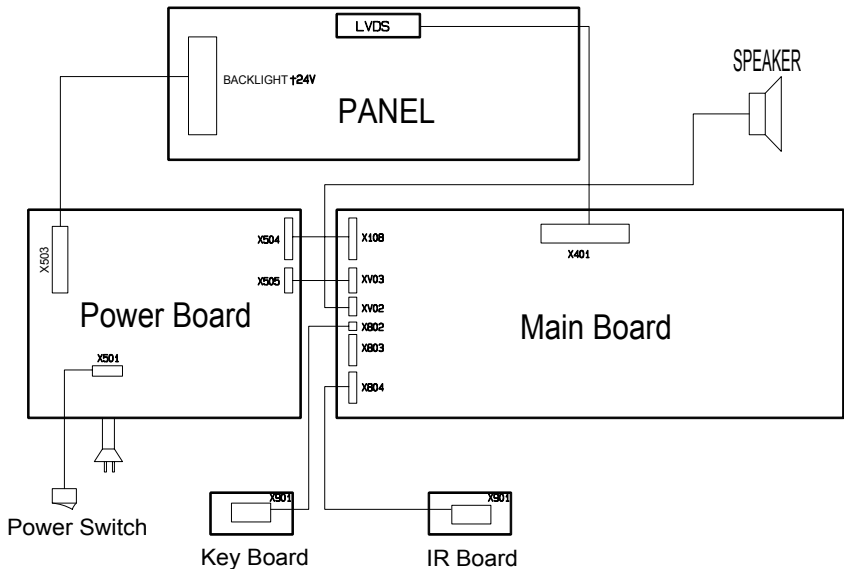 LVDS
BACKLIGHT †24V
PANEL
SPEAKER
X503
X504
X505
Power Board
X501
X108
XV03
XV02
X802
X803
X804
X401
Main Board
Power Switch
X901
Key Board
X901
IR Board